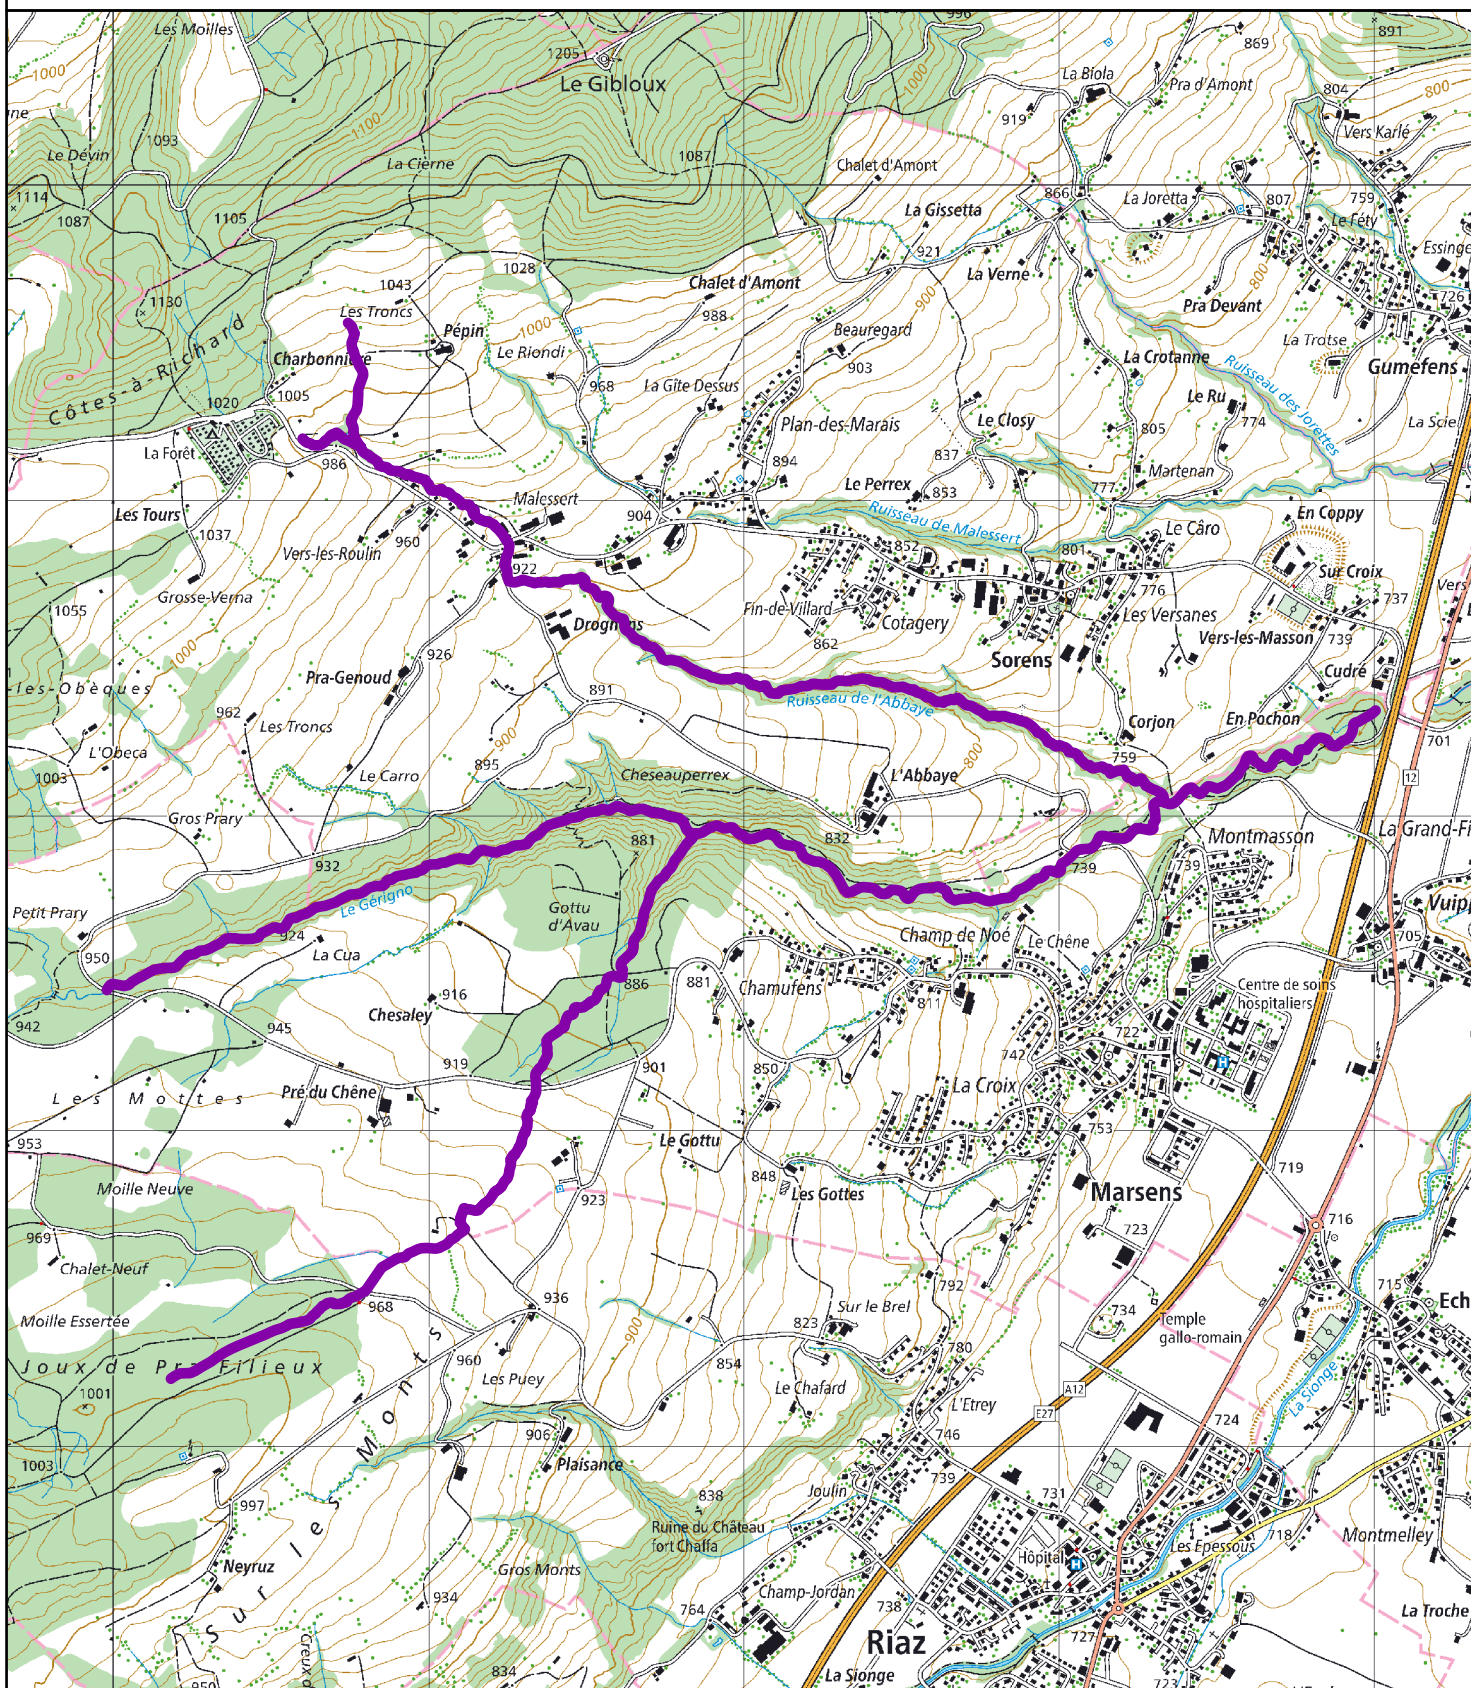 Les Moilles
996
891
1205
869
1000
Le Gibloux
1000
La Biola
Pra d'Amont
804
800
919
1100
Vers Karlé
1093
Le Dévin
La Cierne
1087
Chalet d'Amont
759
1114
866
La Joretta
807
1087
1105
La Gissetta
Le Féty
921
Essinge
La Verne
1028
Chalet d'Amont
800
1043
1130
900
Pra Devant
726
Les Troncs
988
Pépin
1000
Beauregard
La Trotse
Côtes-à-Richard
Charbonnière
Le Riondi
La Crotanne
Ruisseau des Jorettes
Gumefens
903
968
La Gîte Dessus
1005
1020
Le Ru
774
Le Closy
La Scie
Plan-des-Marais
805
La Forêt
986
837
894
Martenan
Le Perrex
853
777
Malessert
Les Tours
904
Ruisseau de Malessert
En Coppy
Le Câro
1037
960
Vers-les-Roulin
852
801
922
Sur Croix
Vers
776
1055
Grosse-Verna
737
Fin-de-Villard
Les Versanes
Drognens
Cotagery
Vers-les-Masson
739
862
1000
926
Sorens
Cudré
Pra-Genoud
-les-Obèques
891
Ruisseau de l'Abbaye
962
Les Troncs
Corjon
En Pochon
701
900
L'Obeca
800
759
895
12
1003
Le Carro
Cheseauperrex
L'Abbaye
Gros Prary
La Grand-Fi
881
832
Montmasson
932
739
739
Le Gérigno
Petit Prary
Gottu
d'Avau
Vuipp
924
Champ de Noé
Le Chêne
705
950
La Cua
881
886
Chamufens
Centre de soins
hospitaliers
916
811
Chesaley
942
945
722
742
919
901
850
H
La Croix
Pré du Chêne
Les Mottes
753
953
Le Gottu
719
848
Moille Neuve
Les Gottes
Marsens
923
716
969
723
Chalet-Neuf
792
715
968
936
Sur le Brel
Ech
734
Moille Essertée
823
Temple
gallo-romain
900
780
Joux de Pra Filieux
960
854
Les Puey
Le Chafard
La Sionge
A12
1001
L'Etrey
E27
724
906
746
1003
Plaisance
739
Joulin
731
997
838
Montmelley
Ruine du Château
fort Chaffa
718
Les Epessous
Hôpital
H
Neyruz
Gros Monts
Sur les Monts
934
Champ-Jordan
738
764
La Troche
Riaz
727
834
La Sionge
723
950